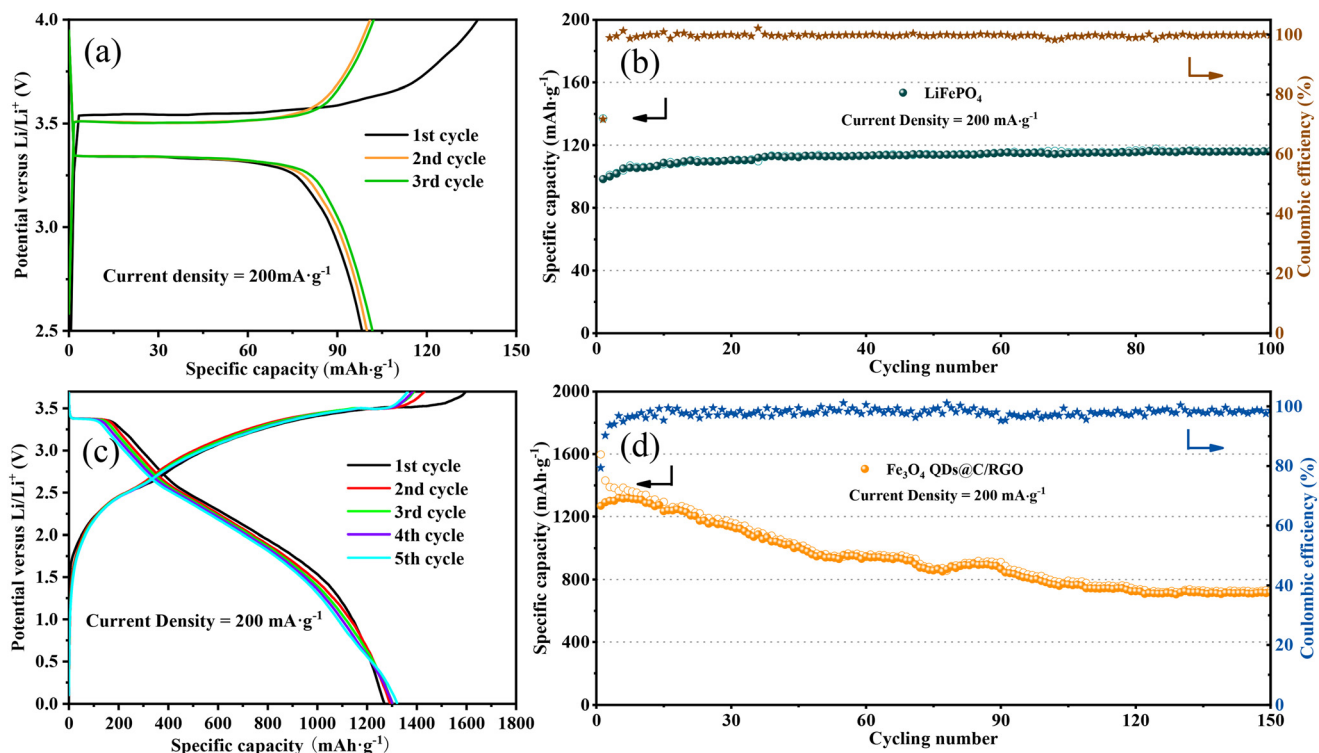 (a)
4.0
3.5
3.0
2.5
Potential versus Li/Li⁺ (V)
1st cycle
2nd cycle
3rd cycle
Current density = 200mA·g⁻¹
0 30 60 90 120 150
Specific capacity (mAh·g⁻¹)
(b)
200
160
120
80
40
0
Specific capacity (mAh·g⁻¹)
LiFePO₄
Current Density = 200 mA·g⁻¹
100
80
60
40
20
0
Coulombic efficiency (%)
0 20 40 60 80 100
Cycling number
(c)
3.5
3.0
2.5
2.0
1.5
1.0
0.5
0.0
Potential versus Li/Li⁺ (V)
1st cycle
2nd cycle
3rd cycle
4th cycle
5th cycle
Current Density = 200 mA·g⁻¹
0 200 400 600 800 1000 1200 1400 1600 1800
Specific capacity (mAh·g⁻¹)
(d)
2000
1600
1200
800
400
0
Specific capacity (mAh·g⁻¹)
Fe₃O₄ QDs@C/RGO
Current Density = 200 mA·g⁻¹
100
80
60
40
20
0
Coulombic efficiency (%)
0 30 60 90 120 150
Cycling number